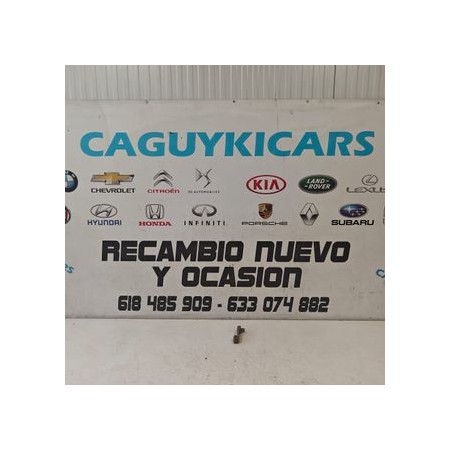 CAGUYKICARS
CHEVROLET CITROËN DS AUTOMOBILES KIA LAND ROVER LEXUS
HYUNDAI HONDA INFINITI PORSCHE RENAULT SUBARU
RECAMBIO NUEVO
Y OCASION
618 485 909 - 633 074 882